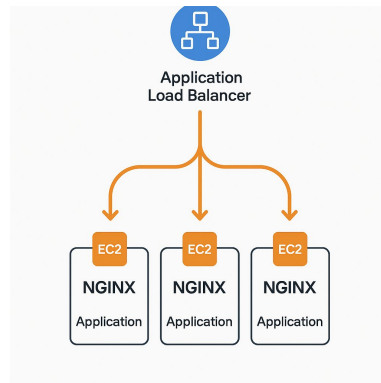 Application
Load Balancer
EC2 EC2 EC2
NGINX NGINX NGINX
Application Application Application